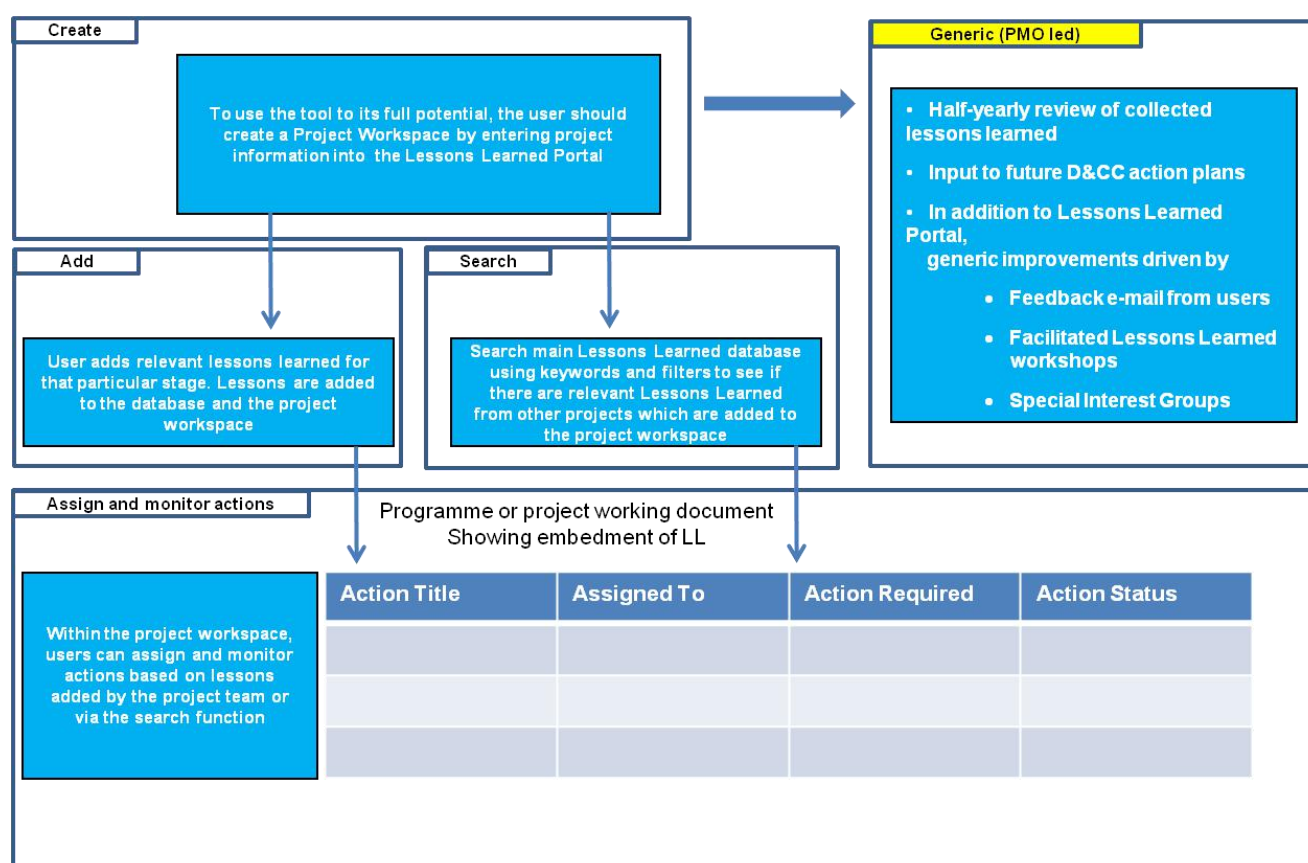 Create
To use the tool to its full potential, the user should
create a Project Workspace by entering project
information into the Lessons Learned Portal
Generic (PMO led)
• Half-yearly review of collected
lessons learned
• Input to future D&CC action plans
• In addition to Lessons Learned
Portal,
generic improvements driven by
• Feedback e-mail from users
• Facilitated Lessons Learned
workshops
• Special Interest Groups
Add
User adds relevant lessons learned for
that particular stage. Lessons are added
to the database and the project
workspace
Search
Search main Lessons Learned database
using keywords and filters to see if
there are relevant Lessons Learned
from other projects which are added to
the project workspace
Assign and monitor actions
Programme or project working document
Showing embedment of LL
Within the project workspace,
users can assign and monitor
actions based on lessons
added by the project team or
via the search function
Action Title Assigned To Action Required Action Status